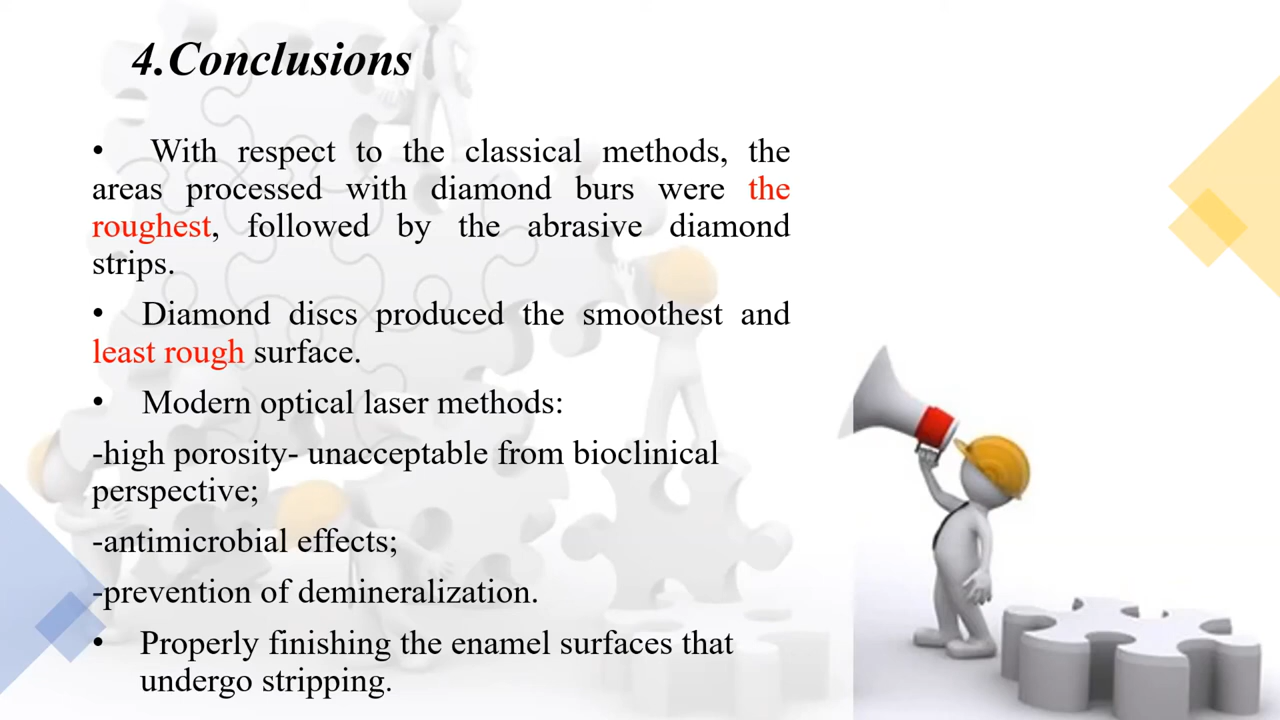 4.Conclusions
• With respect to the classical methods, the
areas processed with diamond burs were the
roughest, followed by the abrasive diamond
strips.
• Diamond discs produced the smoothest and
least rough surface.
• Modern optical laser methods:
-high porosity- unacceptable from bioclinical
perspective;
-antimicrobial effects;
-prevention of demineralization.
• Properly finishing the enamel surfaces that
undergo stripping.